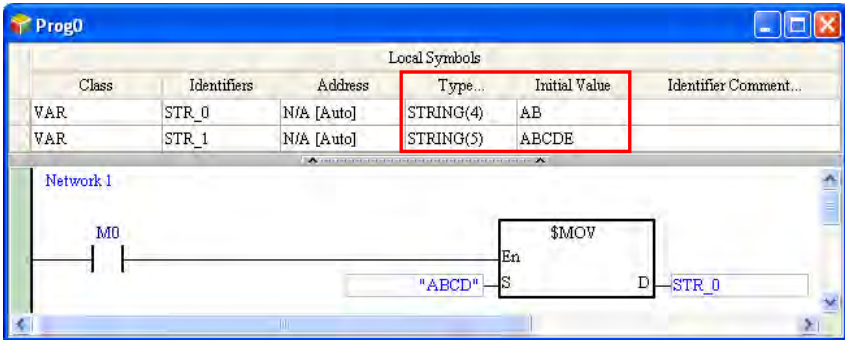 Prog0
Local Symbols
Class Identifiers Address Type... Initial Value Identifier Comment...
VAR STR_0 N/A [Auto] STRING(4) AB
VAR STR_1 N/A [Auto] STRING(5) ABCDE
Network 1
M0 $MOV
En
"ABCD" S D STR_0